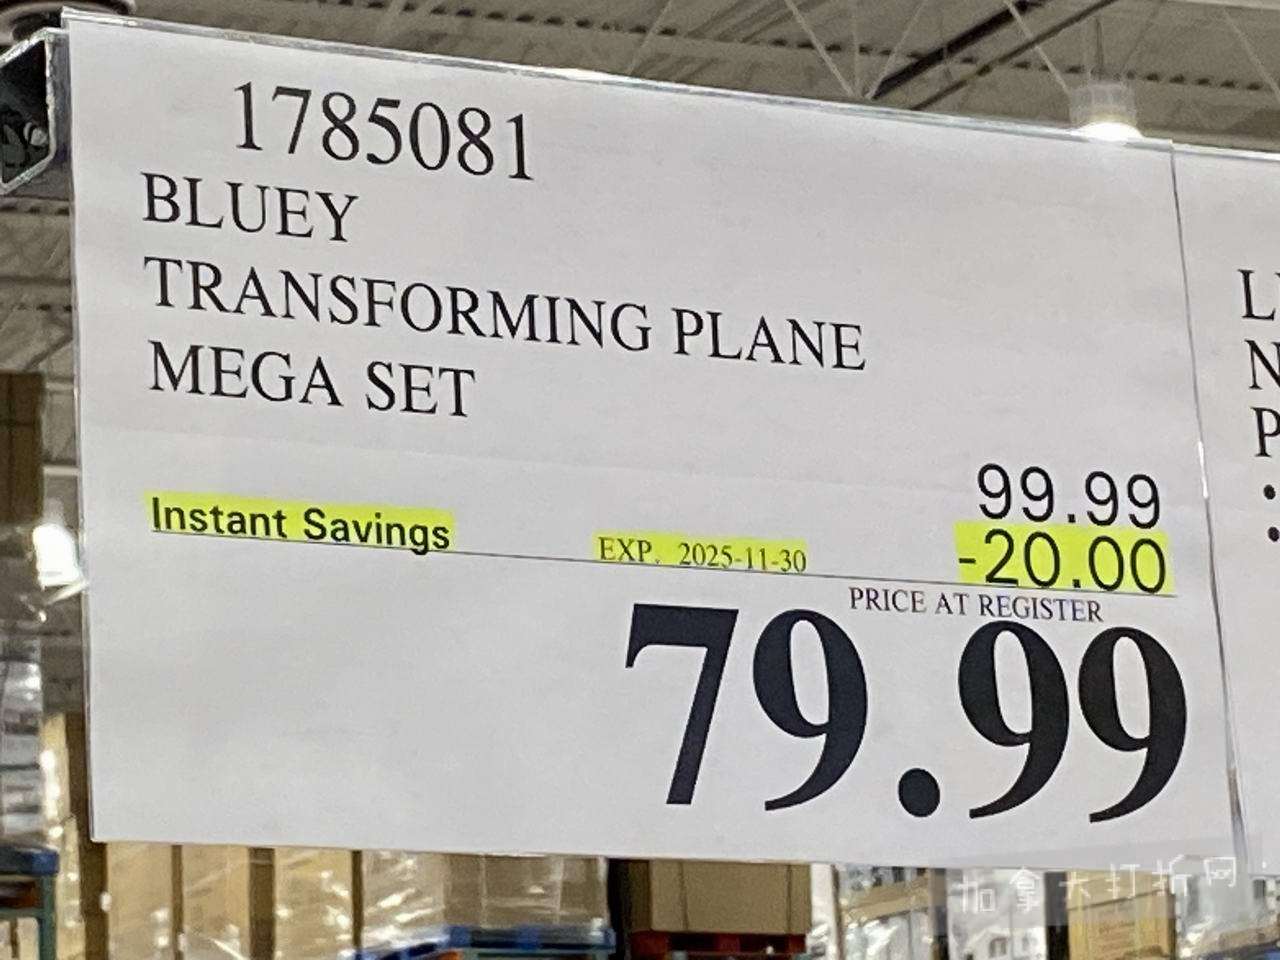 1785081
BLUEY
TRANSFORMING PLANE
MEGA SET
99.99
Instant Savings EXP. 2025-11-30 -20.00
PRICE AT REGISTER
79.99
加拿大打折网